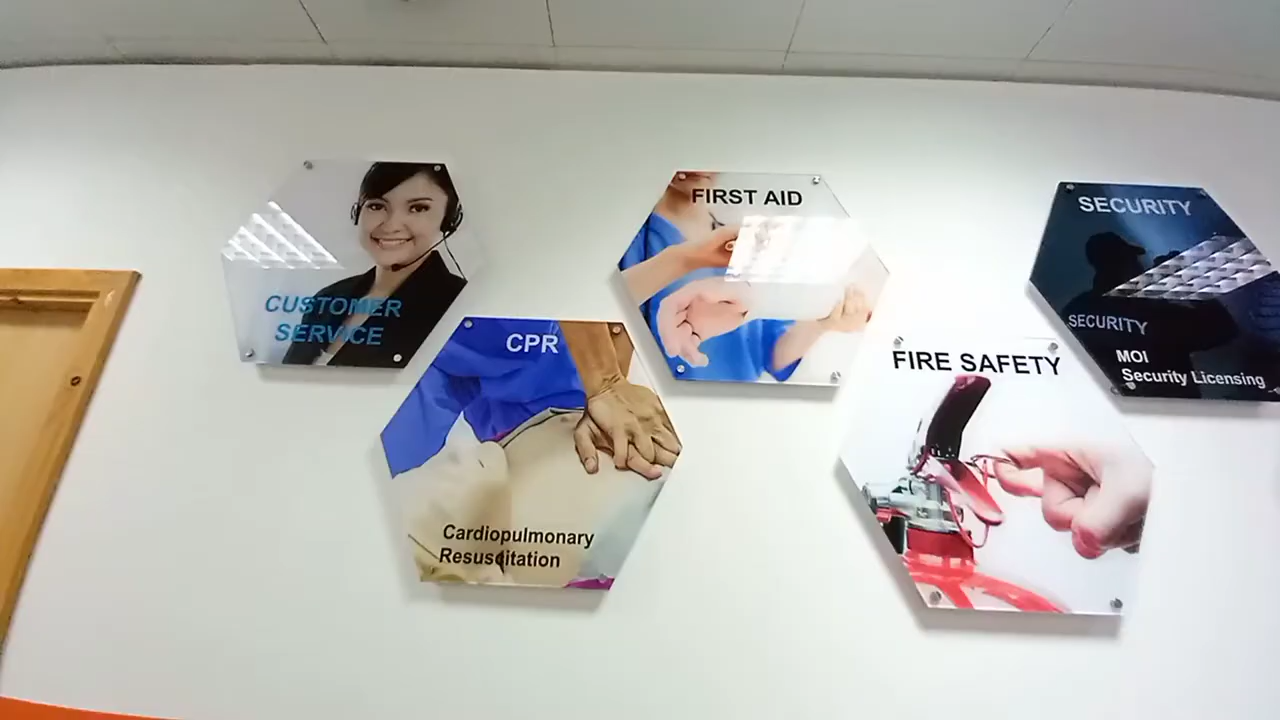 CUSTOMER
SERVICE
CPR
Cardiopulmonary
Resuscitation
FIRST AID
FIRE SAFETY
SECURITY
SECURITY
MOI
Security Licensing